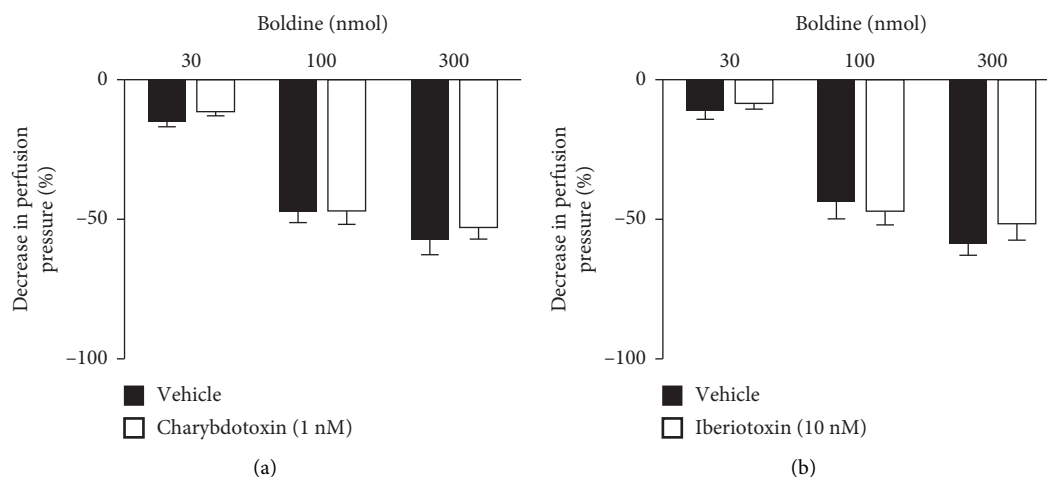 Boldine (nmol)
30 100 300
0
−50
−100
Decrease in perfusion
pressure (%)
Vehicle
Charybdotoxin (1 nM)
(a)
Boldine (nmol)
30 100 300
0
−50
−100
Decrease in perfusion
pressure (%)
Vehicle
Iberiotoxin (10 nM)
(b)